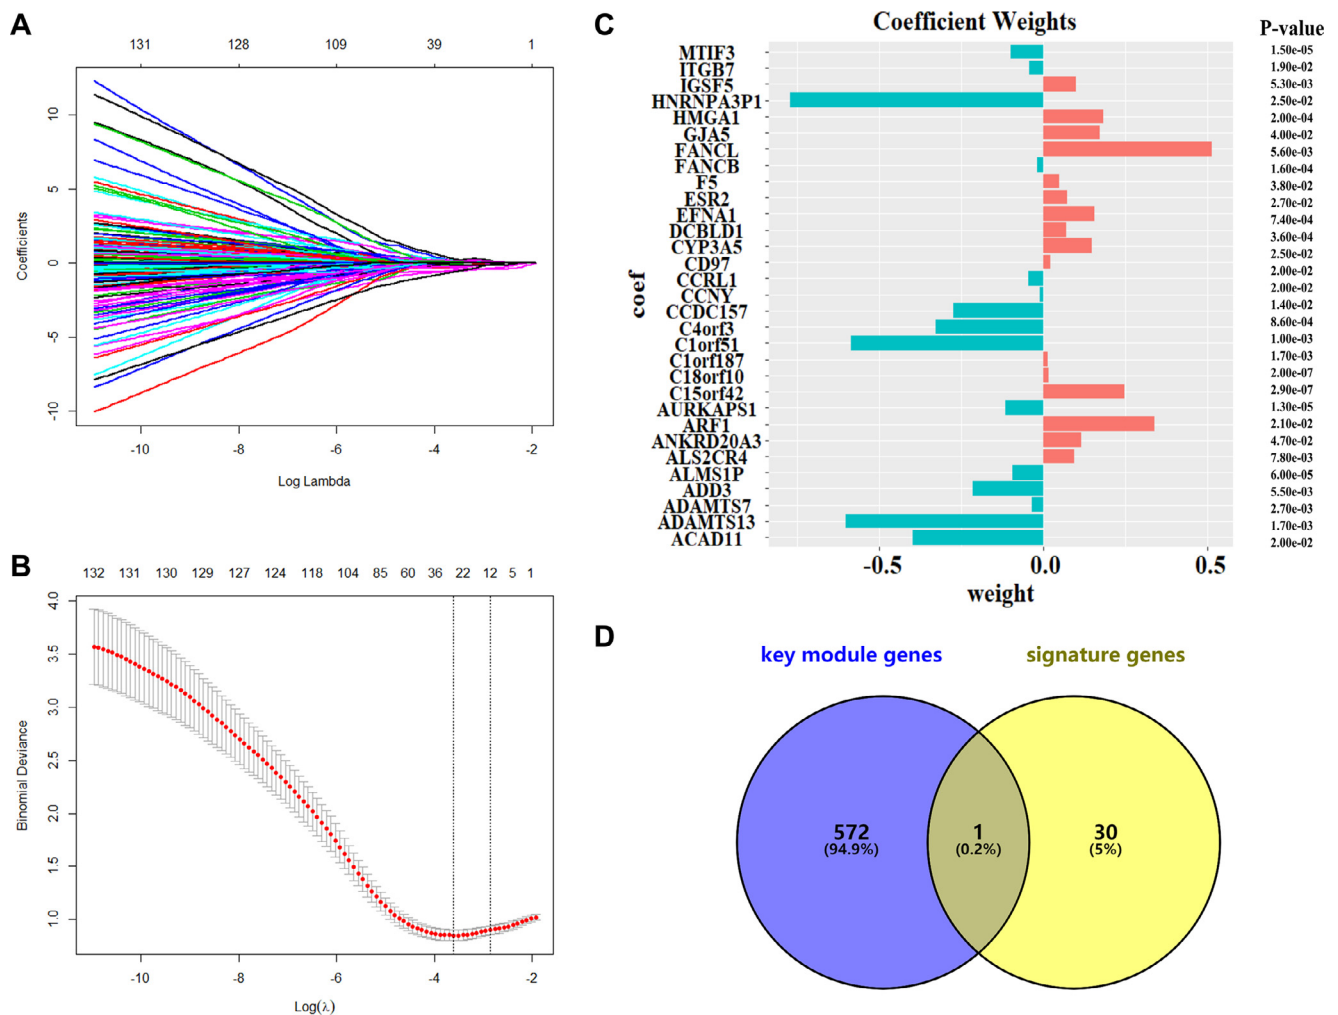 A
131 128 109 39 1
10
5
0
-5
-10
Coefficients
-10 -8 -6 -4 -2
Log Lambda
B
132 131 130 129 127 124 118 104 85 60 36 22 12 5 1
4.0
3.5
3.0
2.5
2.0
1.5
1.0
Binomial Deviance
-10 -8 -6 -4 -2
Log(λ)
C
Coefficient Weights
P-value
MTIF3 1.50e-05
ITGB7 1.90e-02
IGSF5 5.30e-03
HNRNPA3P1 2.50e-02
HMGA1 2.00e-04
GJA5 4.00e-02
FANCL 5.60e-03
FANCB 1.60e-04
F5 3.80e-02
ESR2 2.70e-02
EFNA1 7.40e-04
DCBLD1 3.60e-04
CYP3A5 2.50e-02
CD97 2.00e-02
CCRL1 2.00e-02
CCNY 1.40e-02
CCDC157 8.60e-04
C4orf3 1.00e-03
C1orf51 1.70e-03
C1orf187 2.00e-07
C18orf10 2.90e-07
C15orf42 1.30e-05
AURKAPS1 2.10e-02
ARF1 4.70e-02
ANKRD20A3 7.80e-03
ALS2CR4 6.00e-05
ALMS1P 5.50e-03
ADD3 2.70e-03
ADAMTS7 1.70e-03
ADAMTS13 2.00e-02
ACAD11
coef
-0.5 0.0 0.5
weight
D
key module genes
signature genes
572
(94.9%)
1
(0.2%)
30
(5%)